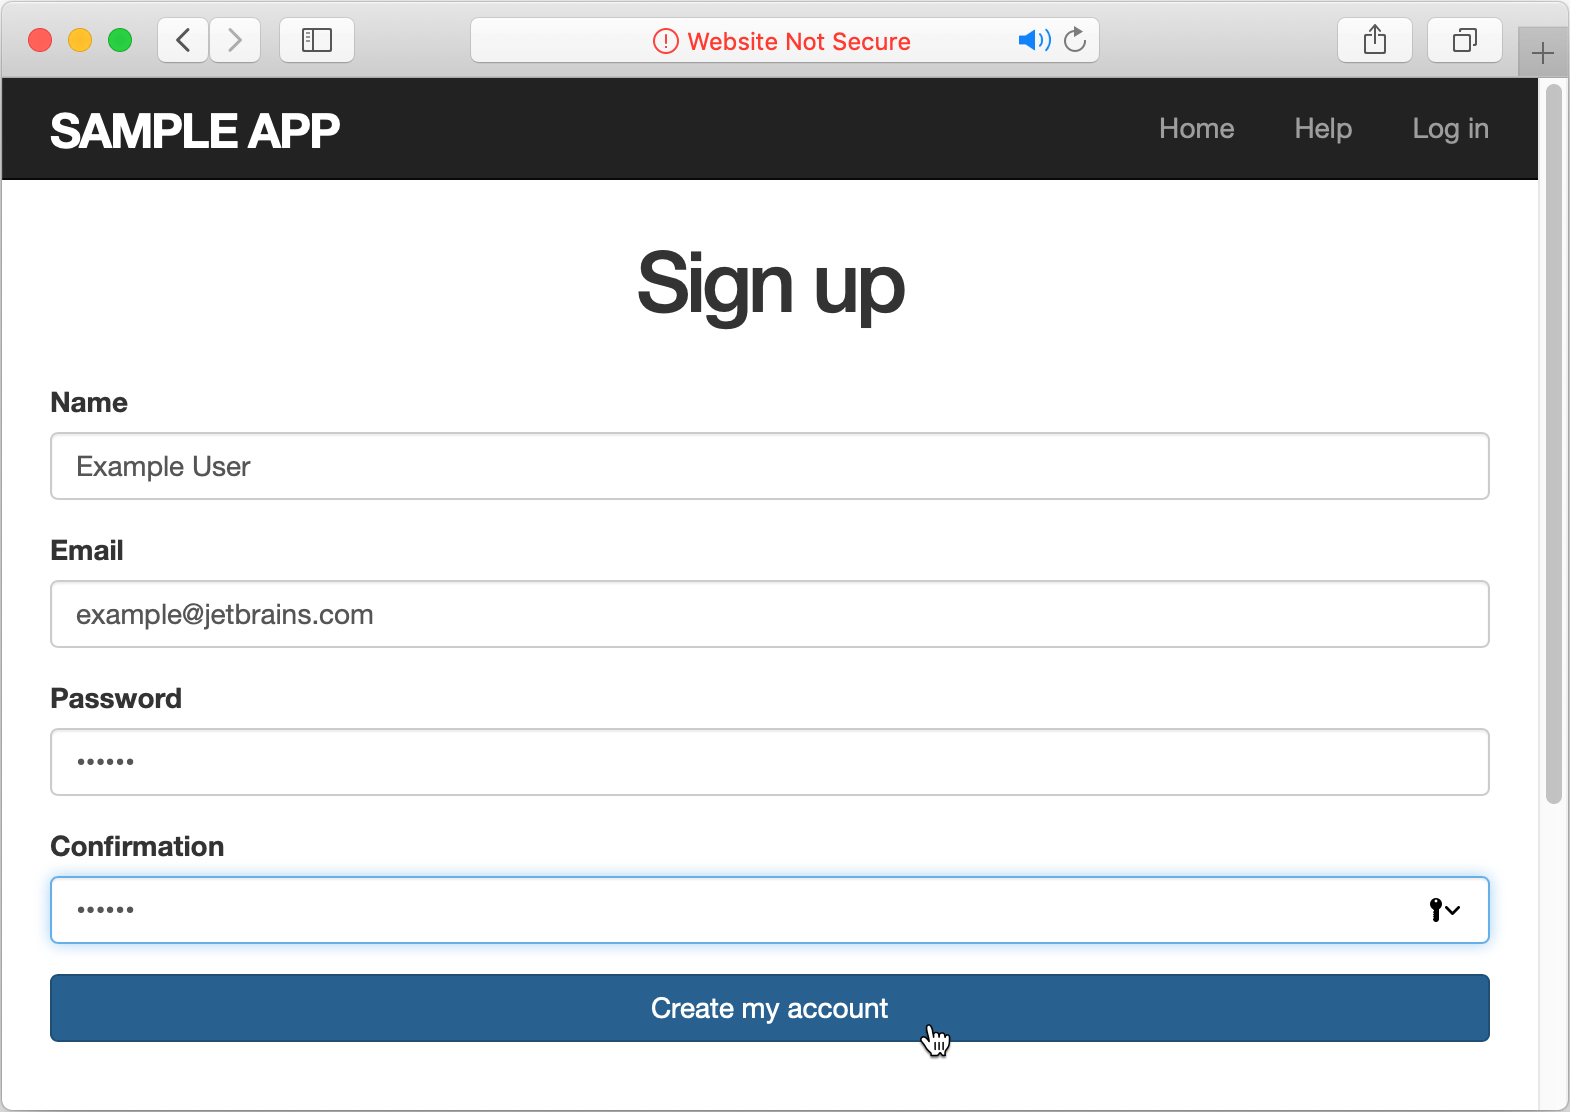 Website Not Secure
SAMPLE APP
Home Help Log in
Sign up
Name
Example User
Email
example@jetbrains.com
Password
••••••
Confirmation
••••••
Create my account